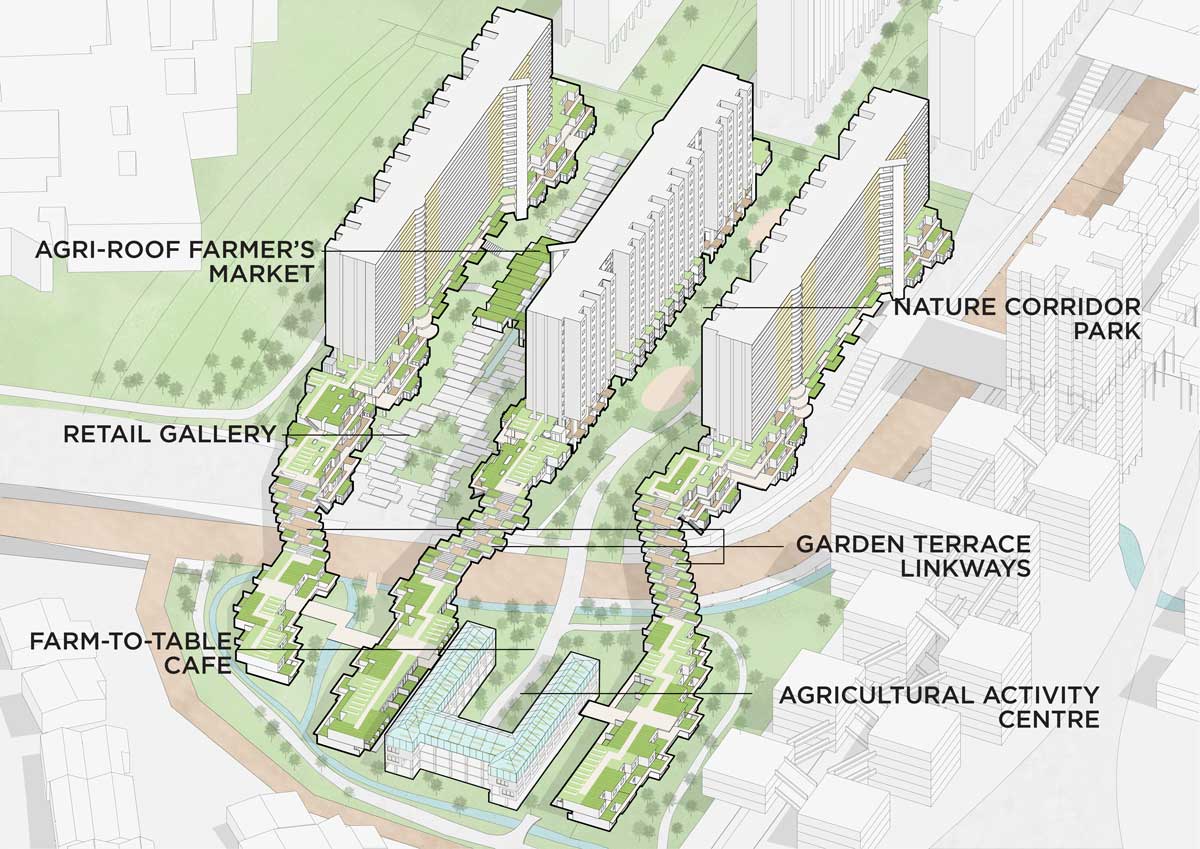 AGRI-ROOF FARMER'S
MARKET
NATURE CORRIDOR
PARK
RETAIL GALLERY
GARDEN TERRACE
LINKWAYS
FARM-TO-TABLE
CAFE
AGRICULTURAL ACTIVITY
CENTRE